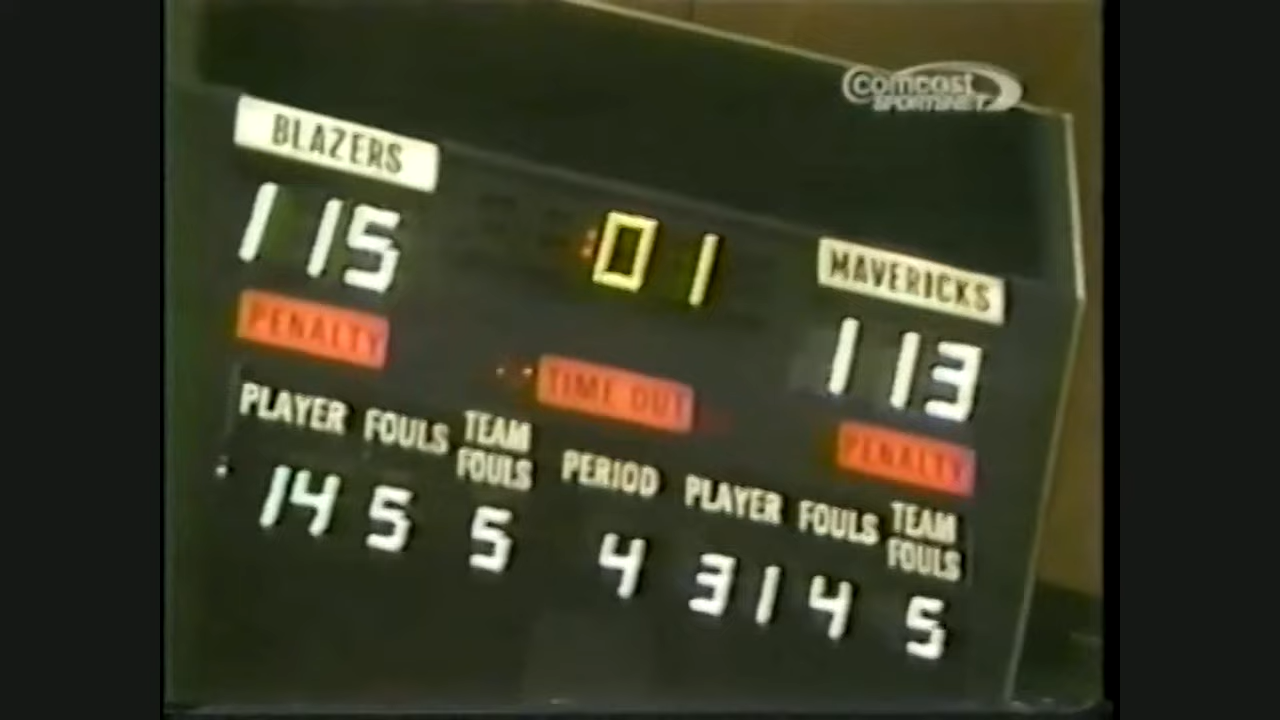 comcast
SPORTSNET
BLAZERS
115
01
MAVERICKS
113
PENALTY
TIME OUT
PENALTY
PLAYER FOULS TEAM FOULS
PERIOD
PLAYER FOULS TEAM FOULS
14 5 5
4
31 4 5